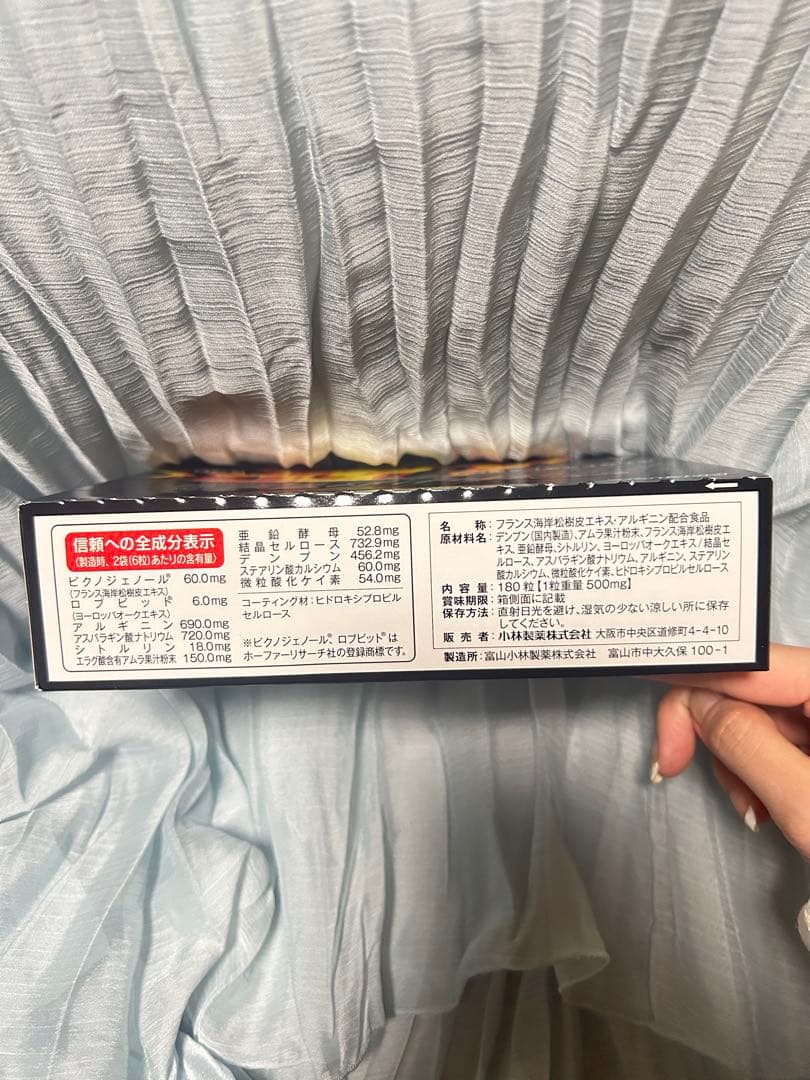 信頼への全成分表示
〈製造時、2袋(6粒)あたりの含有量〉
ピクノジェノール® 60.0mg
(フランス海岸松樹皮エキス)
ロブビット® 6.0mg
(ヨーロッパオークエキス)
アルギニン 690.0mg
アスパラギン酸ナトリウム 720.0mg
シトルリン 18.0mg
エラグ酸含有アムラ果汁粉末 150.0mg
亜鉛酵母 52.8mg
結晶セルロース 732.9mg
デンプン 456.2mg
ステアリン酸カルシウム 60.0mg
微粒酸化ケイ素 54.0mg
コーティング材:ヒドロキシプロピル
セルロース
※ピクノジェノール®、ロブビット®は
ホーファーリサーチ社の登録商標です。
名称:フランス海岸松樹皮エキス・アルギニン配合食品
原材料名:デンプン(国内製造)、アムラ果汁粉末、フランス海岸松樹皮エ
キス、亜鉛酵母、シトルリン、ヨーロッパオークエキス/結晶セ
ルロース、アスパラギン酸ナトリウム、アルギニン、ステアリン
酸カルシウム、微粒酸化ケイ素、ヒドロキシプロピルセルロース
内容量:180粒【1粒重量 500mg】
賞味期限:箱側面に記載
保存方法:直射日光を避け、湿気の少ない涼しい所に保存
してください。
販売者:小林製薬株式会社 大阪市中央区道修町4-4-10
製造所:富山小林製薬株式会社 富山市中大久保100-1